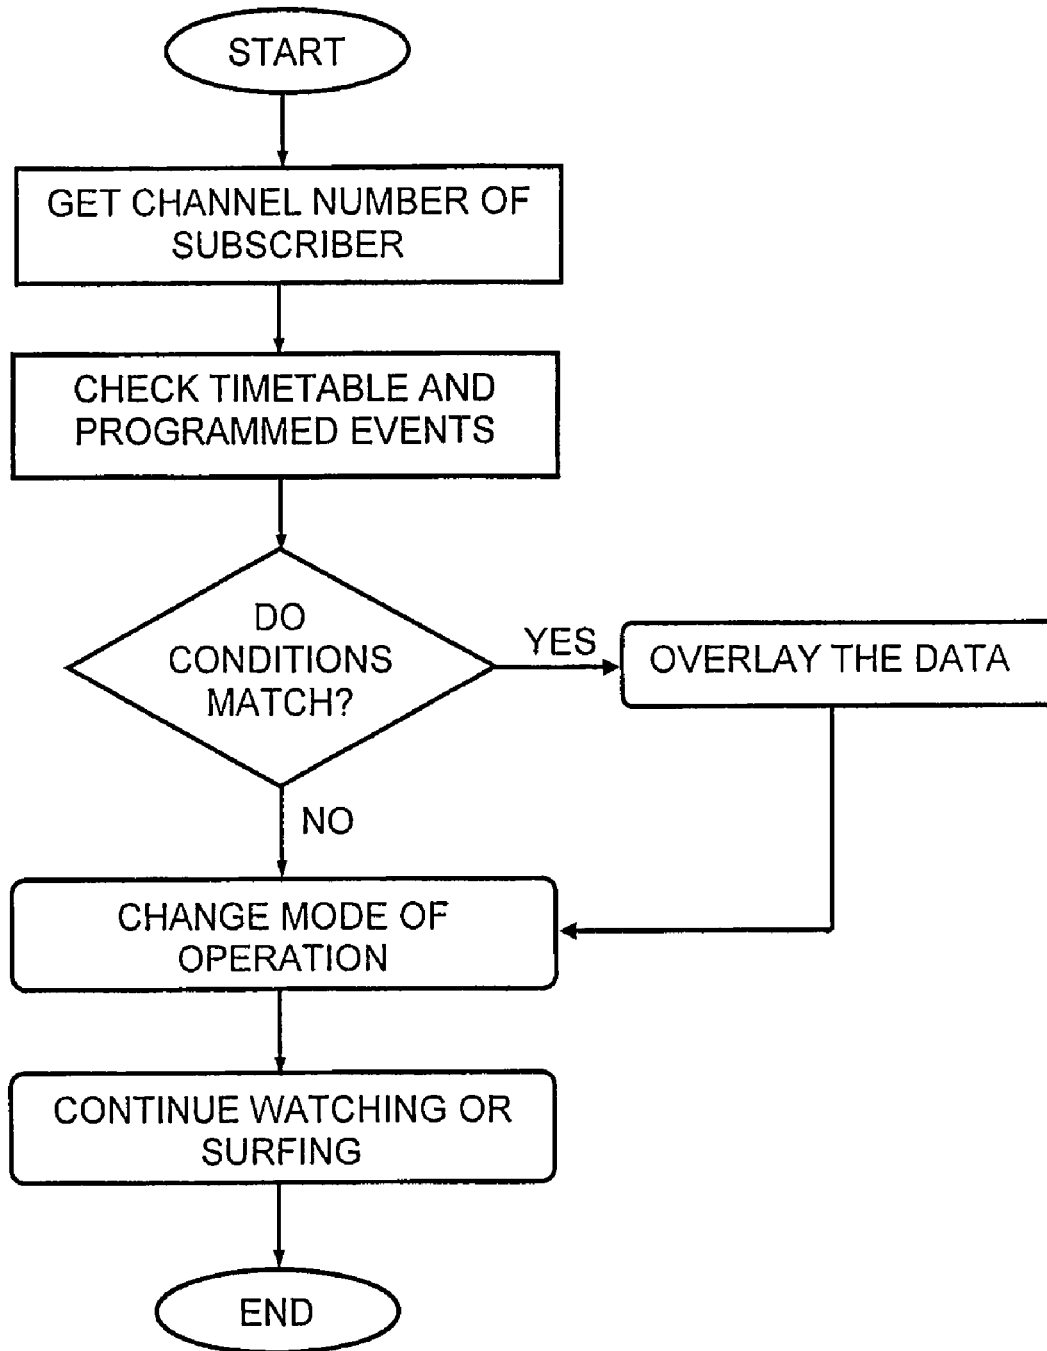 START
GET CHANNEL NUMBER OF
SUBSCRIBER
CHECK TIMETABLE AND
PROGRAMMED EVENTS
DO
CONDITIONS
MATCH?
YES
OVERLAY THE DATA
NO
CHANGE MODE OF
OPERATION
CONTINUE WATCHING OR
SURFING
END